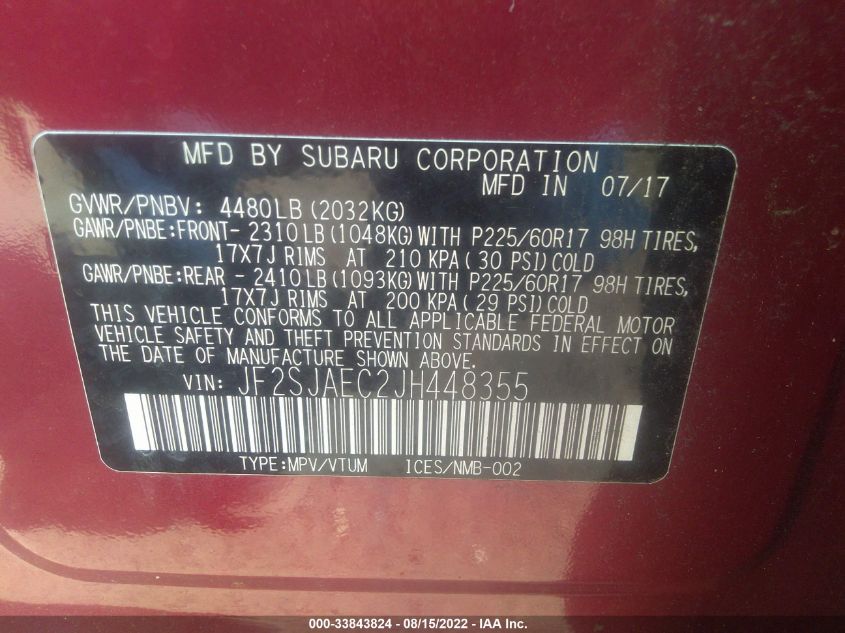 MFD BY SUBARU CORPORATION
MFD IN 07/17
GVWR/PNBV: 4480LB(2032KG)
GAWR/PNBE:FRONT- 2310LB(1048KG)WITH P225/60R17 98H TIRES,
17X7J RIMS AT 210 KPA( 30 PSI)COLD
GAWR/PNBE:REAR - 2410LB(1093KG)WITH P225/60R17 98H TIRES,
17X7J RIMS AT 200 KPA( 29 PSI)COLD
THIS VEHICLE CONFORMS TO ALL APPLICABLE FEDERAL MOTOR
VEHICLE SAFETY AND THEFT PREVENTION STANDARDS IN EFFECT ON
THE DATE OF MANUFACTURE SHOWN ABOVE.
VIN: JF2SJAEC2JH448355
TYPE:MPV/VTUM ICES/NMB-002
000-33843824 - 08/15/2022 - IAA Inc.